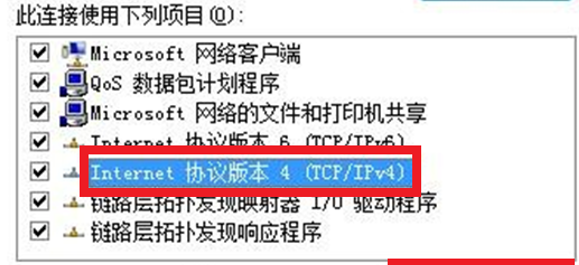 此连接使用下列项目(O):
Microsoft 网络客户端
QoS 数据包计划程序
Microsoft 网络的文件和打印机共享
Internet 协议版本 6 (TCP/IPv6)
Internet 协议版本 4 (TCP/IPv4)
链路层拓扑发现映射器 I/O 驱动程序
链路层拓扑发现响应程序